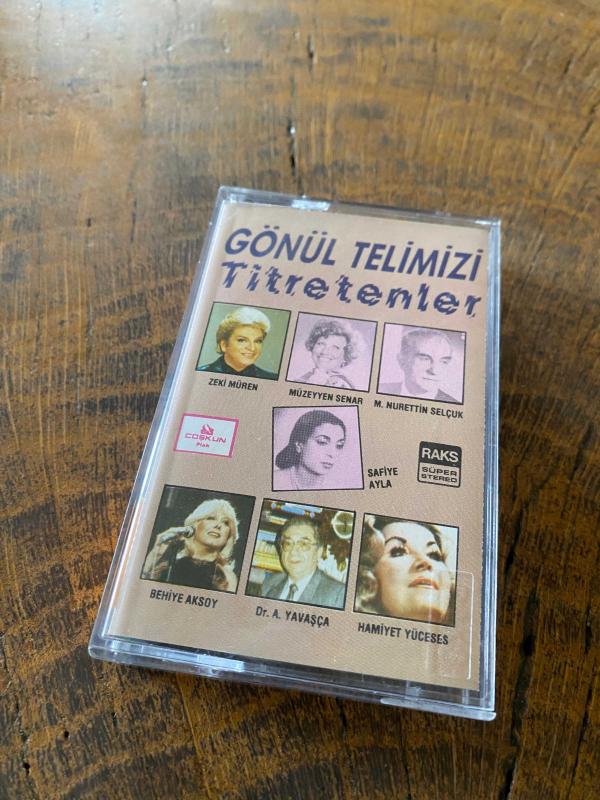 GÖNÜL TELİMİZİ
Titretenler
ZEKİ MÜREN
MÜZEYYEN SENAR
M. NURETTİN SELÇUK
COŞKUN
Plak
SAFİYE
AYLA
RAKS
SÜPER
STEREO
BEHİYE AKSOY
Dr. A. YAVAŞÇA
HAMİYET YÜCESES